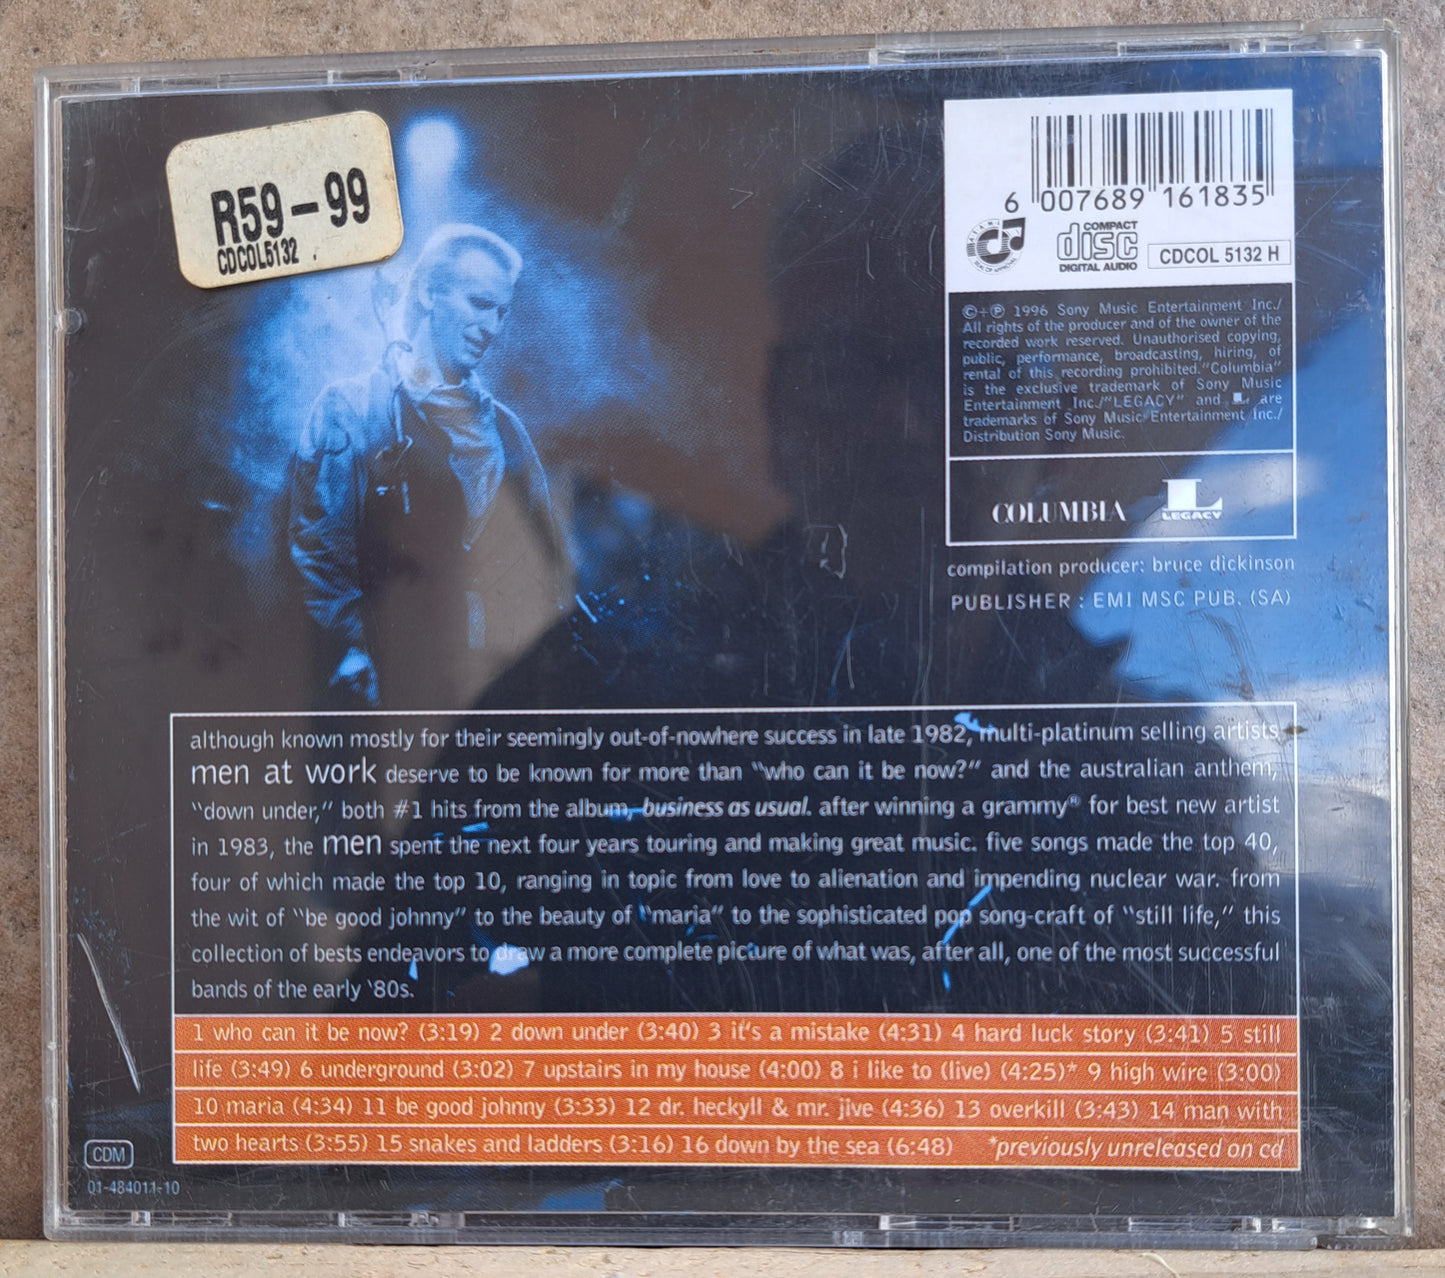 R59-99
CDCOL5132
6 007689 161835
COMPACT
disc
DIGITAL AUDIO
CDCOL 5132 H
©+℗ 1996 Sony Music Entertainment Inc./
All rights of the producer and of the owner of the
recorded work reserved. Unauthorised copying,
public, performance, broadcasting, hiring, of
rental of this recording prohibited."Columbia"
is the exclusive trademark of Sony Music
Entertainment Inc./"LEGACY" and L are
trademarks of Sony Music Entertainment Inc./
Distribution Sony Music.
COLUMBIA
L
LEGACY
compilation producer: bruce dickinson
PUBLISHER : EMI MSC PUB. (SA)
although known mostly for their seemingly out-of-nowhere success in late 1982, multi-platinum selling artists
men at work deserve to be known for more than "who can it be now?" and the australian anthem,
"down under," both #1 hits from the album, business as usual. after winning a grammy® for best new artist
in 1983, the men spent the next four years touring and making great music. five songs made the top 40,
four of which made the top 10, ranging in topic from love to alienation and impending nuclear war. from
the wit of "be good johnny" to the beauty of "maria" to the sophisticated pop song-craft of "still life," this
collection of bests endeavors to draw a more complete picture of what was, after all, one of the most successful
bands of the early '80s.
1 who can it be now? (3:19) 2 down under (3:40) 3 it's a mistake (4:31) 4 hard luck story (3:41) 5 still
life (3:49) 6 underground (3:02) 7 upstairs in my house (4:00) 8 i like to (live) (4:25)* 9 high wire (3:00)
10 maria (4:34) 11 be good johnny (3:33) 12 dr. heckyll & mr. jive (4:36) 13 overkill (3:43) 14 man with
two hearts (3:55) 15 snakes and ladders (3:16) 16 down by the sea (6:48) *previously unreleased on cd
CDM
01-484011-10